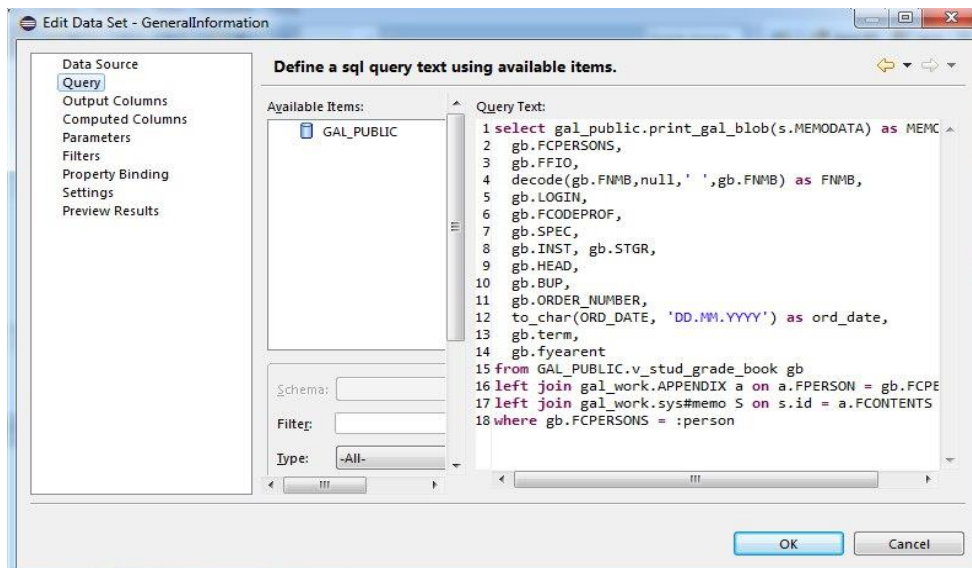 Edit Data Set - GeneralInformation
Data Source
Query
Output Columns
Computed Columns
Parameters
Filters
Property Binding
Settings
Preview Results
Define a sql query text using available items.
Available Items:
GAL_PUBLIC
Schema:
Filter:
Type:
-All-
Query Text:
1 select gal_public.print_gal_blob(s.MEMODATA) as MEMO
2 gb.FCPERSONS,
3 gb.FFIO,
4 decode(gb.FNMB,null,' ',gb.FNMB) as FNMB,
5 gb.LOGIN,
6 gb.FCODEPROF,
7 gb.SPEC,
8 gb.INST, gb.STGR,
9 gb.HEAD,
10 gb.BUP,
11 gb.ORDER_NUMBER,
12 to_char(ORD_DATE, 'DD.MM.YYYY') as ord_date,
13 gb.term,
14 gb.fyearent
15 from GAL_PUBLIC.v_stud_grade_book gb
16 left join gal_work.APPENDIX a on a.FPERSON = gb.FCPE
17 left join gal_work.sys#memo S on s.id = a.FCONTENTS
18 where gb.FCPERSONS = :person
OK
Cancel